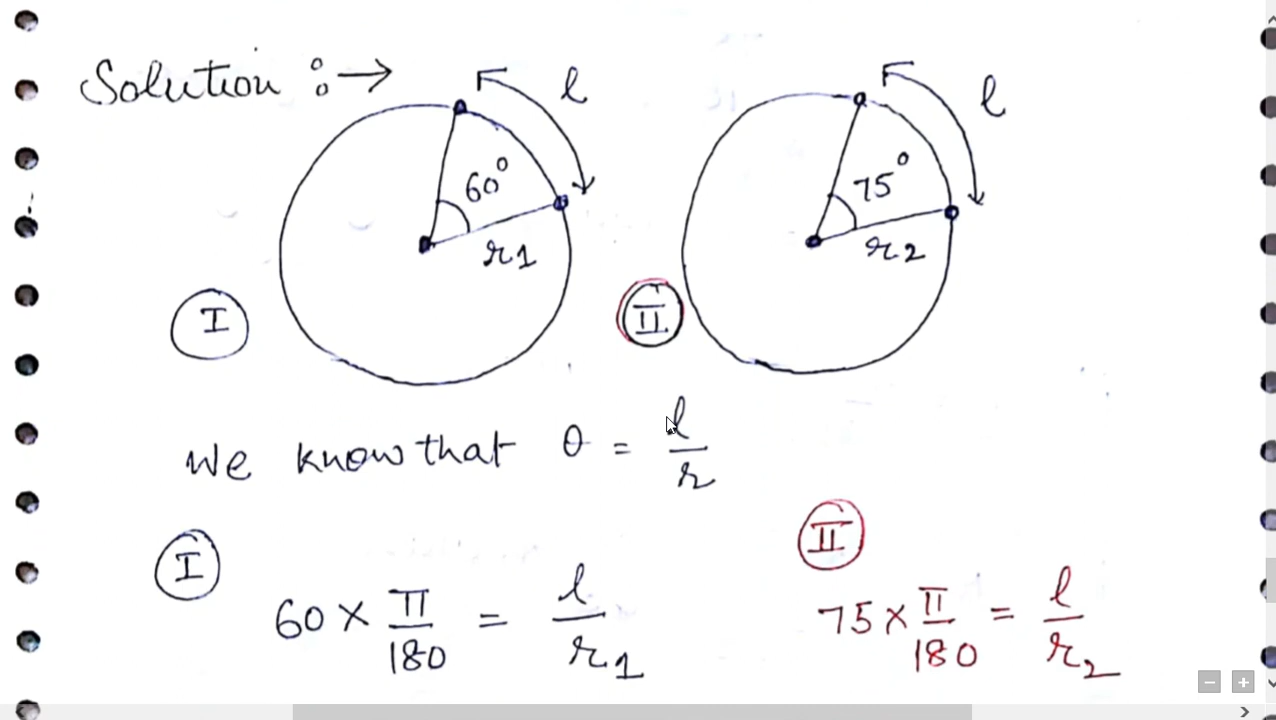 Solution :→
l
l
60°
75°
r1
r2
I
II
We know that θ = l/r
I
II
60 × π/180 = l/r1
75 × π/180 = l/r2